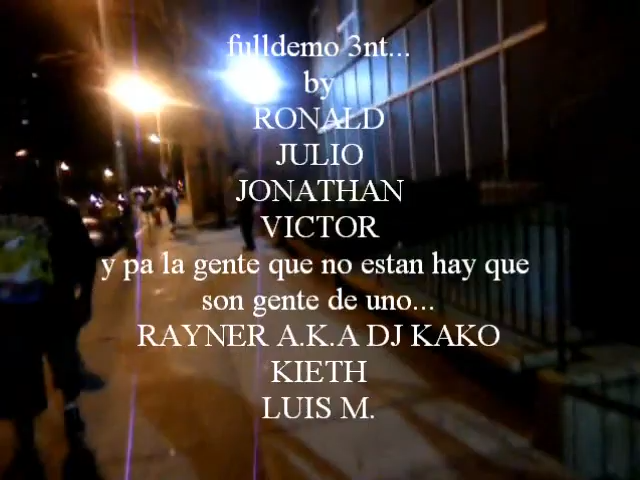 fulldemo 3nt...
by
RONALD
JULIO
JONATHAN
VICTOR
y pa la gente que no estan hay que
son gente de uno...
RAYNER A.K.A DJ KAKO
KIETH
LUIS M.